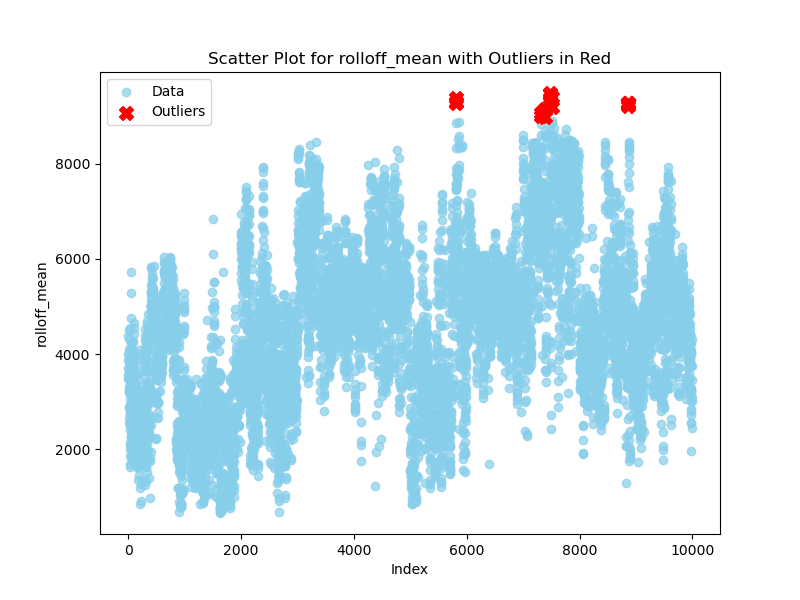 Scatter Plot for rolloff_mean with Outliers in Red
Data
Outliers
8000
6000
4000
2000
rolloff_mean
0 2000 4000 6000 8000 10000
Index